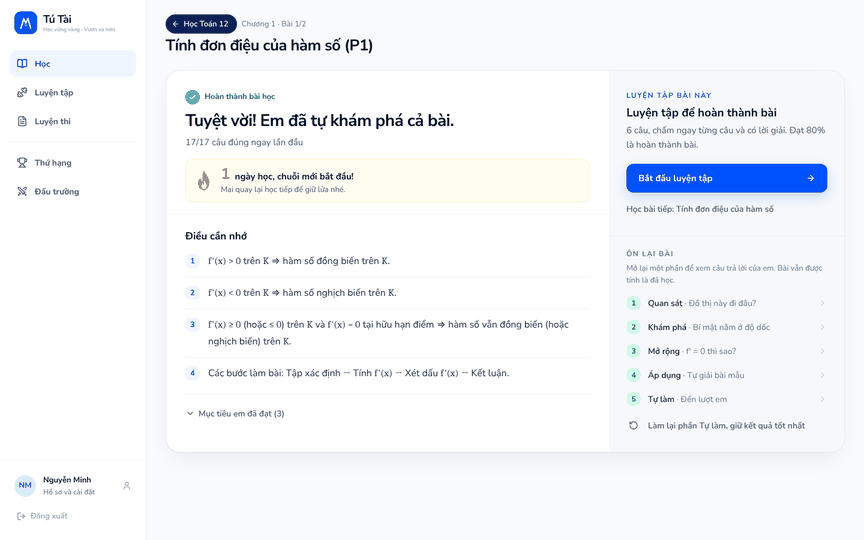 Tú Tài
Học vững vàng · Vươn xa hơn
Học
Luyện tập
Luyện thi
Thứ hạng
Đấu trường
Nguyễn Minh
NM
Hồ sơ và cài đặt
Đăng xuất
← Học Toán 12
Chương 1 · Bài 1/2
Tính đơn điệu của hàm số (P1)
Hoàn thành bài học
Tuyệt vời! Em đã tự khám phá cả bài.
17/17 câu đúng ngay lần đầu
1 ngày học, chuỗi mới bắt đầu!
Mai quay lại học tiếp để giữ lửa nhé.
Điều cần nhớ
1 f'(x) > 0 trên K ⇒ hàm số đồng biến trên K.
2 f'(x) < 0 trên K ⇒ hàm số nghịch biến trên K.
3 f'(x) ≥ 0 (hoặc ≤ 0) trên K và f'(x) = 0 tại hữu hạn điểm ⇒ hàm số vẫn đồng biến (hoặc
nghịch biến) trên K.
4 Các bước làm bài: Tập xác định → Tính f'(x) → Xét dấu f'(x) → Kết luận.
Mục tiêu em đã đạt (3)
LUYỆN TẬP BÀI NÀY
Luyện tập để hoàn thành bài
6 câu, chấm ngay từng câu và có lời giải. Đạt 80%
là hoàn thành bài.
Bắt đầu luyện tập →
Học bài tiếp: Tính đơn điệu của hàm số
ÔN LẠI BÀI
Mở lại một phần để xem câu trả lời của em. Bài vẫn được
tính là đã học.
1 Quan sát · Đồ thị này đi đâu?
2 Khám phá · Bí mật nằm ở độ dốc
3 Mở rộng · f' = 0 thì sao?
4 Áp dụng · Tự giải bài mẫu
5 Tự làm · Đến lượt em
Làm lại phần Tự làm, giữ kết quả tốt nhất